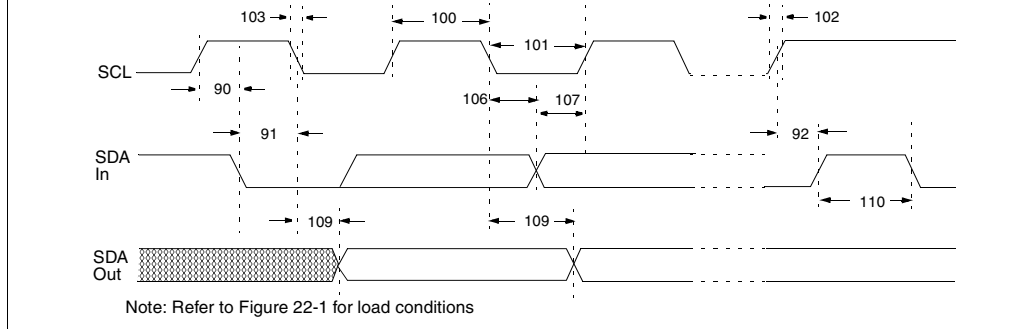 103
100
102
101
SCL
90
106
107
91
92
SDA
In
109
109
110
SDA
Out
Note: Refer to Figure 22-1 for load conditions